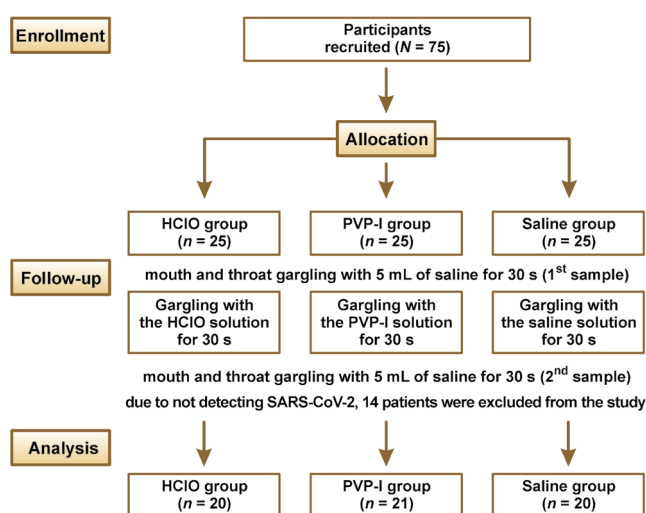 Enrollment
Participants
recruited (N = 75)
Allocation
HClO group
(n = 25)
PVP-I group
(n = 25)
Saline group
(n = 25)
Follow-up
mouth and throat gargling with 5 mL of saline for 30 s (1st sample)
Gargling with
the HClO solution
for 30 s
Gargling with
the PVP-I solution
for 30 s
Gargling with
the saline solution
for 30 s
mouth and throat gargling with 5 mL of saline for 30 s (2nd sample)
due to not detecting SARS-CoV-2, 14 patients were excluded from the study
Analysis
HClO group
(n = 20)
PVP-I group
(n = 21)
Saline group
(n = 20)